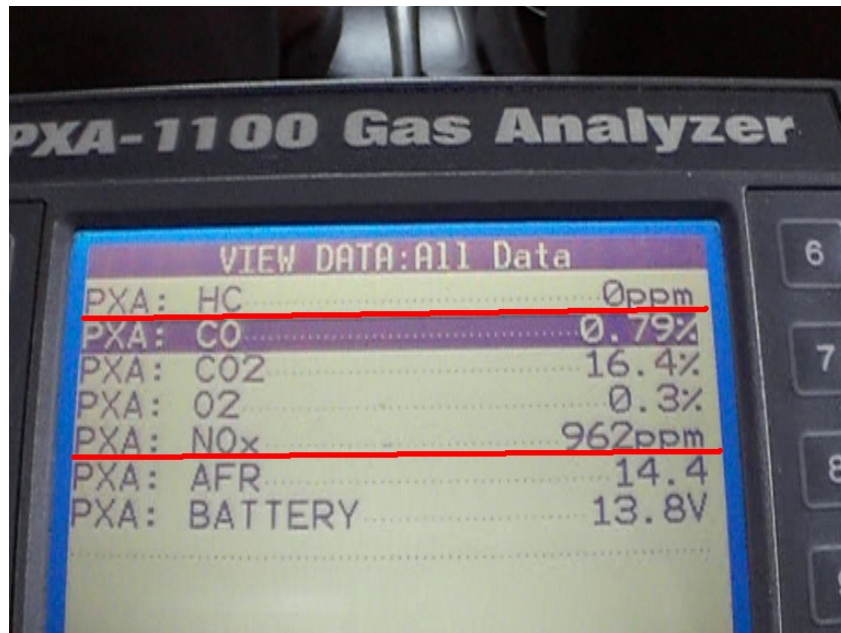 PXA-1100 Gas Analyzer
VIEW DATA:All Data
PXA: HC 0ppm
PXA: CO 0.79%
PXA: CO2 16.4%
PXA: O2 0.3%
PXA: NOx 962ppm
PXA: AFR 14.4
PXA: BATTERY 13.8V
6
7
8